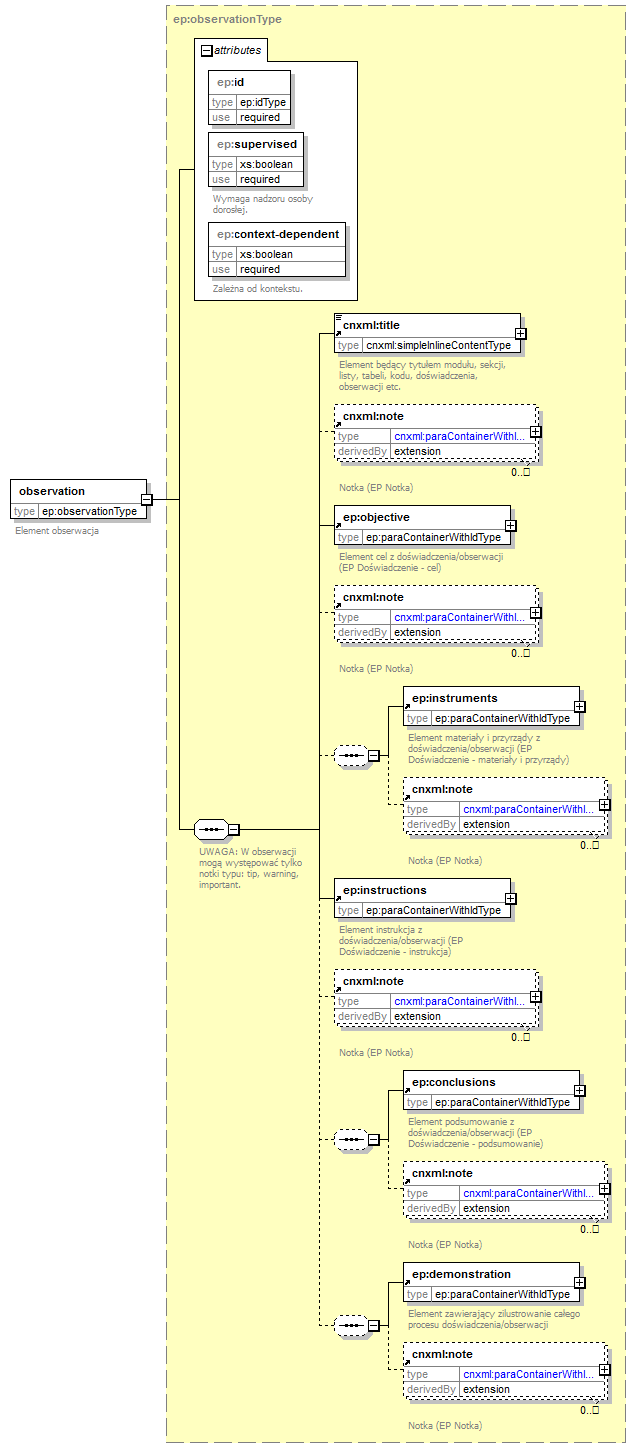 ep:observationType
attributes
ep:id
type ep:idType
use required
ep:supervised
type xs:boolean
use required
Wymaga nadzoru osoby
dorosłej.
ep:context-dependent
type xs:boolean
use required
Zależna od kontekstu.
cnxml:title
type cnxml:simpleInlineContentType
Element będący tytułem modułu, sekcji,
listy, tabeli, kodu, doświadczenia,
obserwacji etc.
cnxml:note
type cnxml:paraContainerWithI...
derivedBy extension
0..□
Notka (EP Notka)
observation
type ep:observationType
Element obserwacja
ep:objective
type ep:paraContainerWithIdType
Element cel z doświadczenia/obserwacji
(EP Doświadczenie - cel)
cnxml:note
type cnxml:paraContainerWithI...
derivedBy extension
0..□
Notka (EP Notka)
ep:instruments
type ep:paraContainerWithIdType
Element materiały i przyrządy z
doświadczenia/obserwacji (EP
Doświadczenie - materiały i przyrządy)
cnxml:note
type cnxml:paraContainerWithI...
derivedBy extension
0..□
Notka (EP Notka)
UWAGA: W obserwacji
mogą występować tylko
notki typu: tip, warning,
important.
ep:instructions
type ep:paraContainerWithIdType
Element instrukcja z
doświadczenia/obserwacji (EP
Doświadczenie - instrukcja)
cnxml:note
type cnxml:paraContainerWithI...
derivedBy extension
0..□
Notka (EP Notka)
ep:conclusions
type ep:paraContainerWithIdType
Element podsumowanie z
doświadczenia/obserwacji (EP
Doświadczenie - podsumowanie)
cnxml:note
type cnxml:paraContainerWithI...
derivedBy extension
0..□
Notka (EP Notka)
ep:demonstration
type ep:paraContainerWithIdType
Element zawierający zilustrowanie całego
procesu doświadczenia/obserwacji
cnxml:note
type cnxml:paraContainerWithI...
derivedBy extension
0..□
Notka (EP Notka)